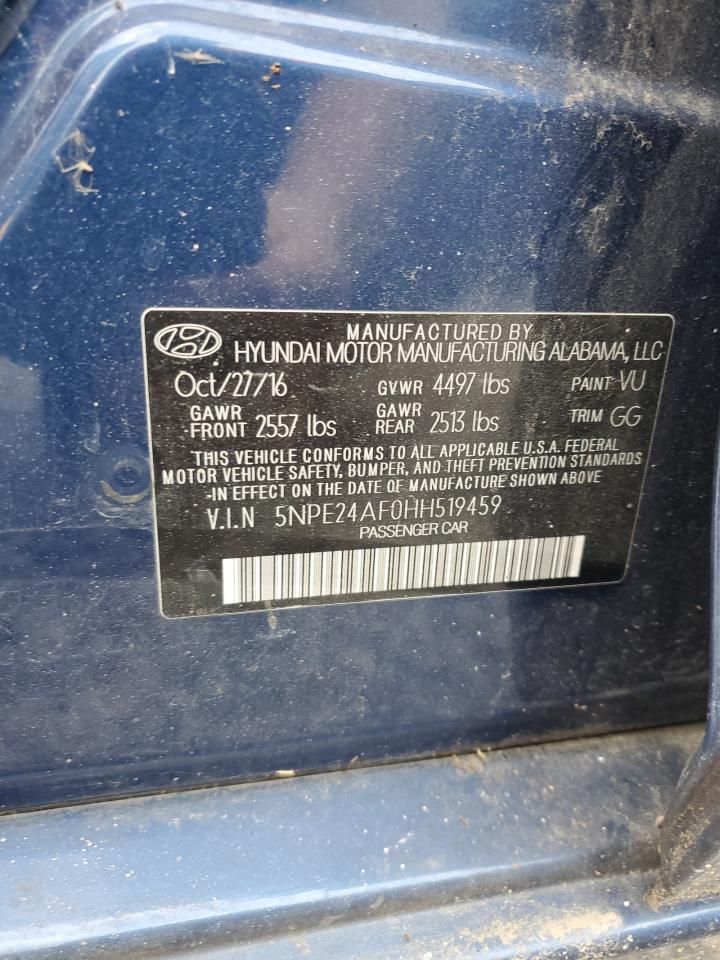 MANUFACTURED BY
HYUNDAI MOTOR MANUFACTURING ALABAMA, LLC
Oct/27/16 GVWR 4497 lbs PAINT VU
GAWR FRONT 2557 lbs GAWR REAR 2513 lbs TRIM GG
THIS VEHICLE CONFORMS TO ALL APPLICABLE U.S.A. FEDERAL
MOTOR VEHICLE SAFETY, BUMPER, AND THEFT PREVENTION STANDARDS
IN EFFECT ON THE DATE OF MANUFACTURE SHOWN ABOVE.
V.I.N 5NPE24AF0HH519459
PASSENGER CAR